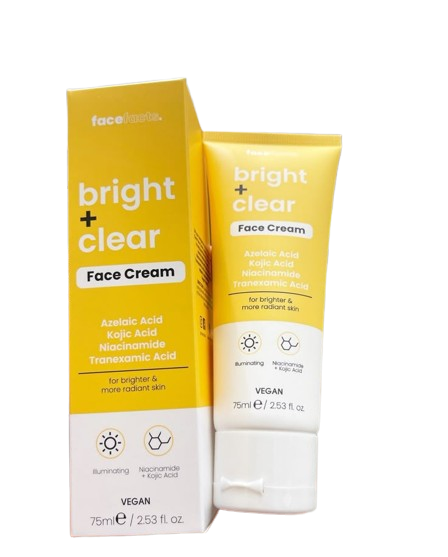 facefacts.
bright
+
clear
Face Cream
Azelaic Acid
Kojic Acid
Niacinamide
Tranexamic Acid
for brighter &
more radiant skin
illuminating
Niacinamide
+ Kojic Acid
VEGAN
75ml e / 2.53 fl. oz.
facefacts.
bright
+
clear
Face Cream
Azelaic Acid
Kojic Acid
Niacinamide
Tranexamic Acid
for brighter &
more radiant skin
illuminating
Niacinamide
+ Kojic Acid
VEGAN
75ml e / 2.53 fl. oz.